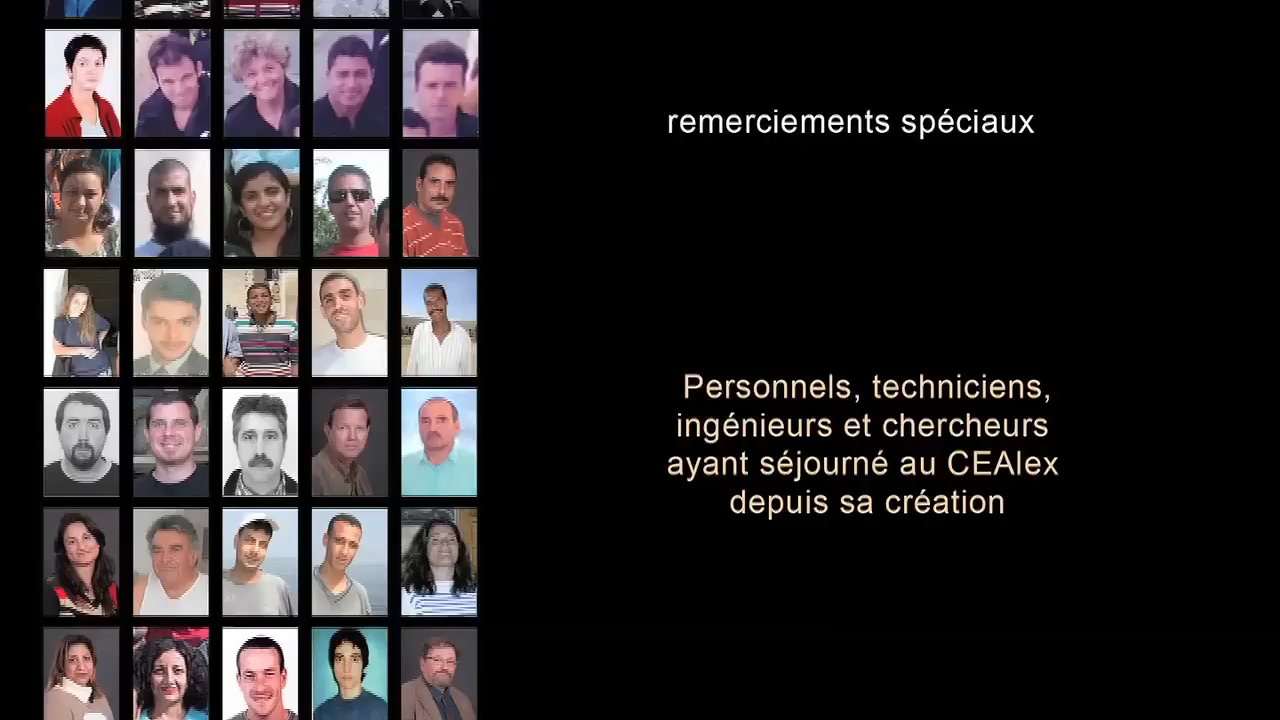 remerciements spéciaux
Personnels, techniciens,
ingénieurs et chercheurs
ayant séjourné au CEAlex
depuis sa création